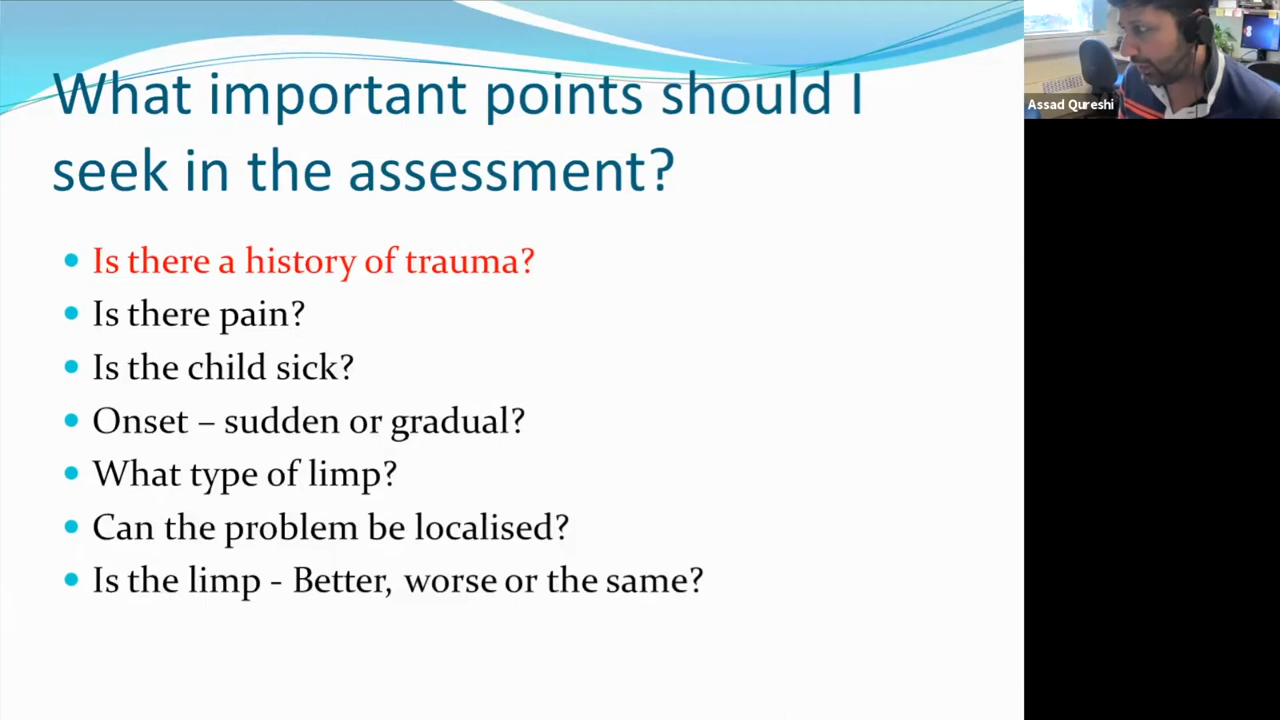 What important points should I
seek in the assessment?
Is there a history of trauma?
Is there pain?
Is the child sick?
Onset – sudden or gradual?
What type of limp?
Can the problem be localised?
Is the limp - Better, worse or the same?
Assad Qureshi